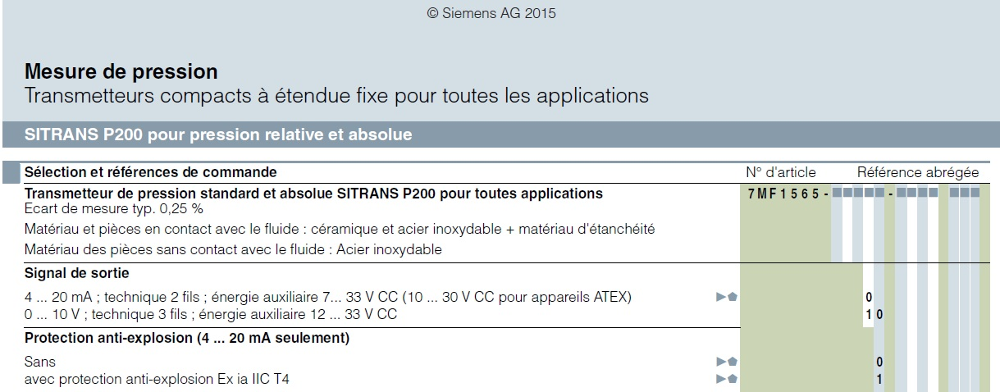 © Siemens AG 2015
Mesure de pression
Transmetteurs compacts à étendue fixe pour toutes les applications
SITRANS P200 pour pression relative et absolue
Sélection et références de commande N° d'article Référence abrégée
Transmetteur de pression standard et absolue SITRANS P200 pour toutes applications 7MF1565-■■■■■-■■■■ ■■■
Ecart de mesure typ. 0,25 %
Matériau et pièces en contact avec le fluide : céramique et acier inoxydable + matériau d'étanchéité
Matériau des pièces sans contact avec le fluide : Acier inoxydable
Signal de sortie
4 ... 20 mA ; technique 2 fils ; énergie auxiliaire 7... 33 V CC (10 ... 30 V CC pour appareils ATEX) 0
0 ... 10 V ; technique 3 fils ; énergie auxiliaire 12 ... 33 V CC 1 0
Protection anti-explosion (4 ... 20 mA seulement)
Sans 0
avec protection anti-explosion Ex ia IIC T4 1